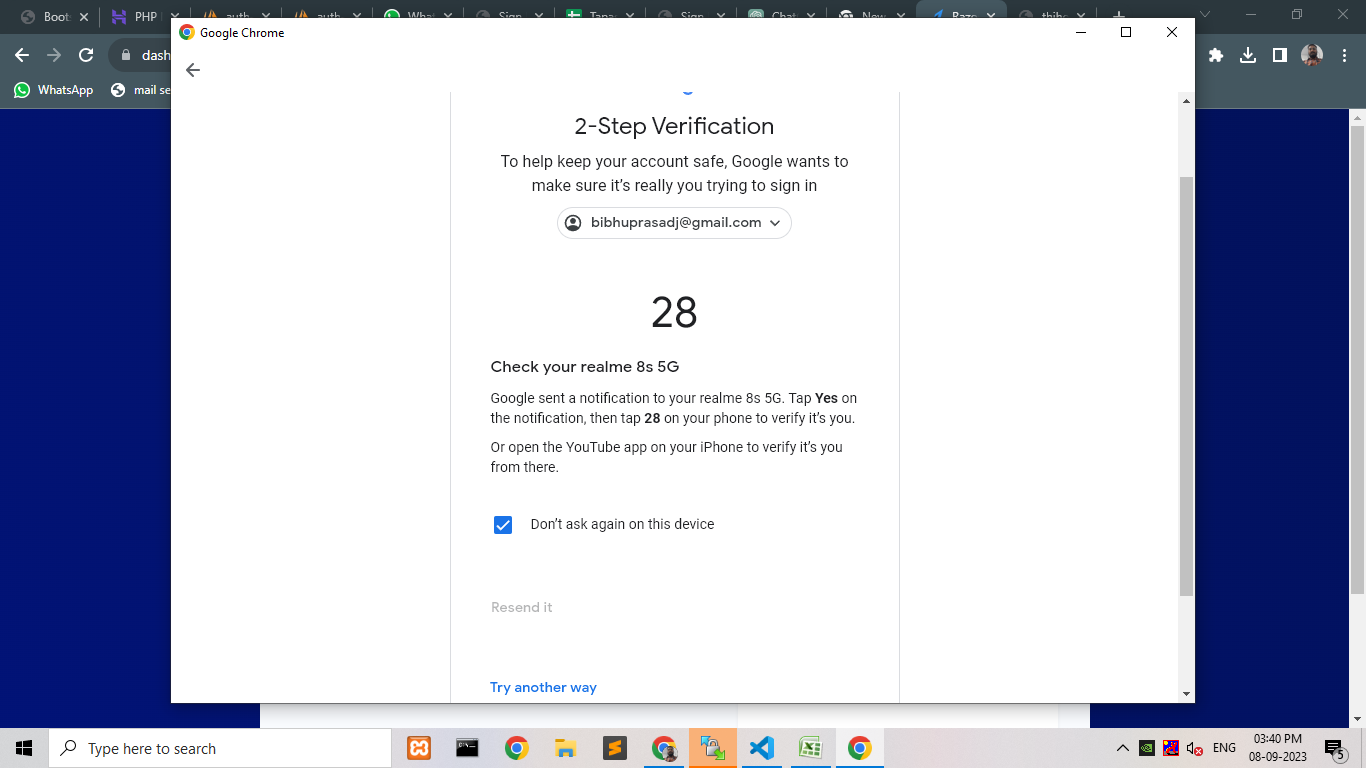 Boot
PHP
auth
auth
What
Sign
Tapa
Sign
Chat
New
Razo
Google Chrome
dash
WhatsApp
mail se
2-Step Verification
To help keep your account safe, Google wants to
make sure it's really you trying to sign in
bibhuprasadj@gmail.com
28
Check your realme 8s 5G
Google sent a notification to your realme 8s 5G. Tap Yes on
the notification, then tap 28 on your phone to verify it's you.
Or open the YouTube app on your iPhone to verify it's you
from there.
Don't ask again on this device
Resend it
Try another way
Type here to search
ENG
03:40 PM
08-09-2023
5